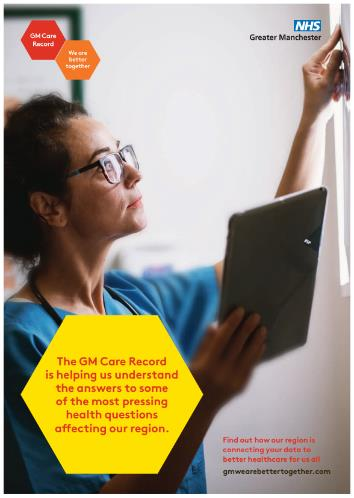 GM Care
Record
We are
better
together
NHS
Greater Manchester
The GM Care Record
is helping us understand
the answers to some
of the most pressing
health questions
affecting our region.
Find out how our region is
connecting your data to
better healthcare for us all
gmwearebettertogether.com